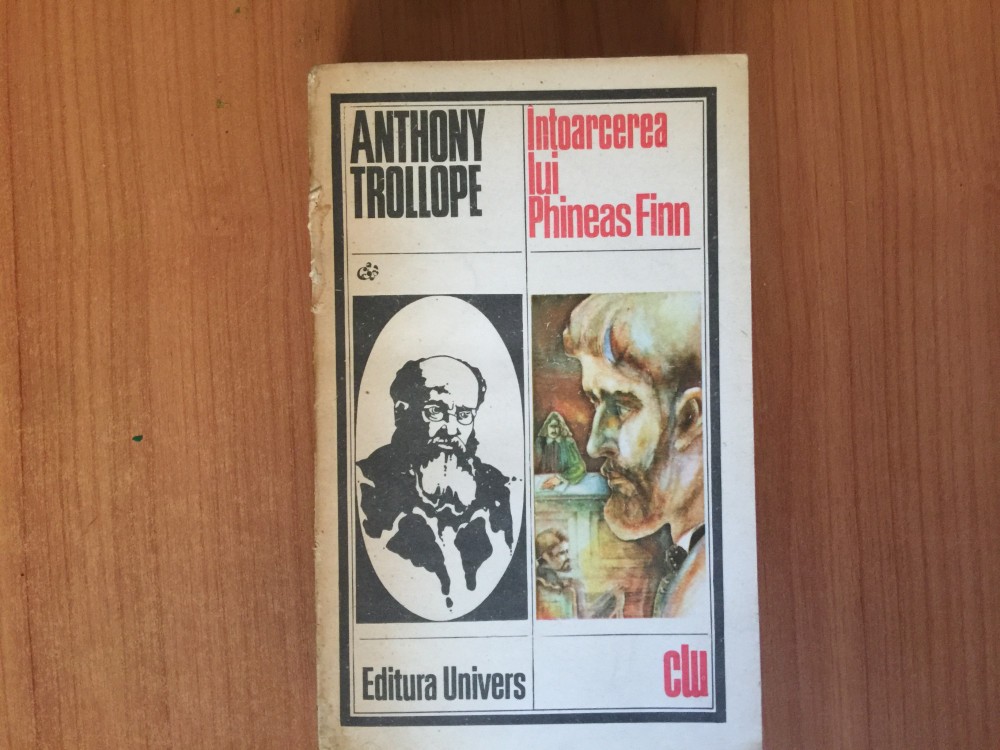 ANTHONY
TROLLOPE
Întoarcerea
lui
Phineas Finn
Editura Univers
clu